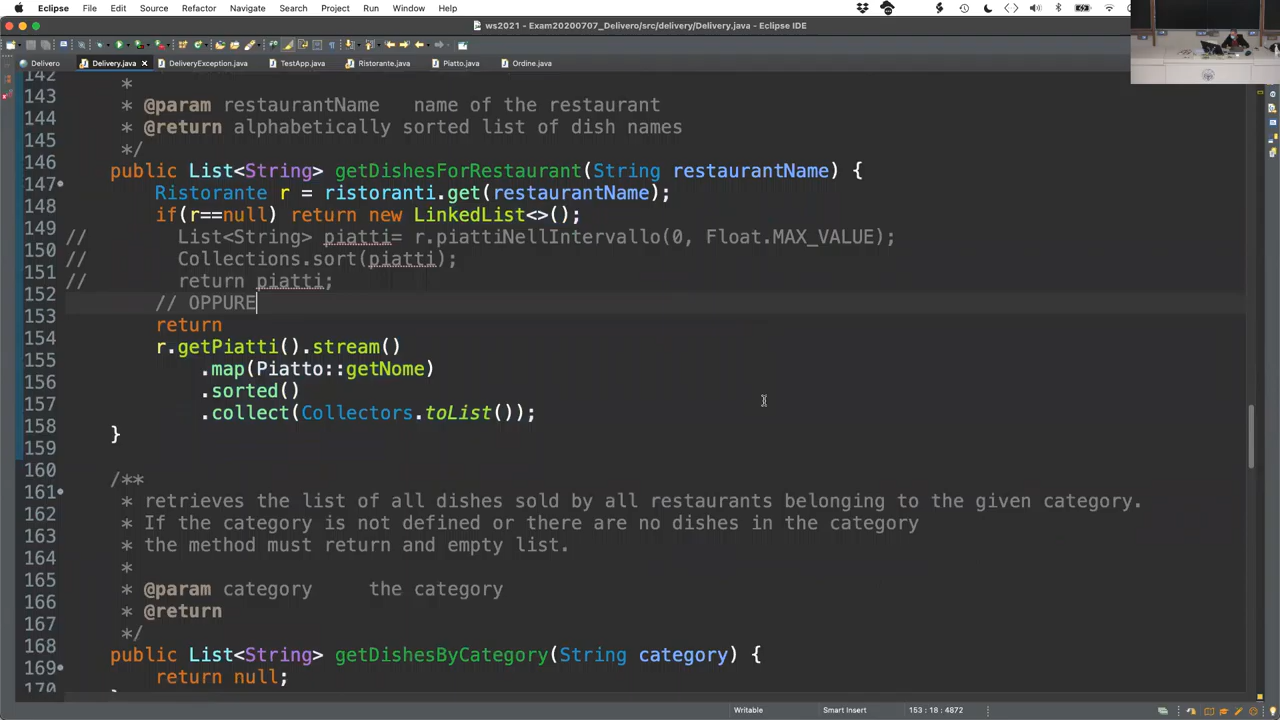 Eclipse File Edit Source Refactor Navigate Search Project Run Window Help
ws2021 - Exam20200707_Delivero/src/delivery/Delivery.java - Eclipse IDE
Delivero Delivery.java DeliveryException.java TestApp.java Ristorante.java Piatto.java Ordine.java
142 *
143 * @param restaurantName name of the restaurant
144 * @return alphabetically sorted list of dish names
145 */
146 public List<String> getDishesForRestaurant(String restaurantName) {
147 Ristorante r = ristoranti.get(restaurantName);
148 if(r==null) return new LinkedList<>();
149 // List<String> piatti= r.piattiNellIntervallo(0, Float.MAX_VALUE);
150 // Collections.sort(piatti);
151 // return piatti;
152 // OPPURE
153 return
154 r.getPiatti().stream()
155 .map(Piatto::getNome)
156 .sorted()
157 .collect(Collectors.toList());
158 }
159
160 /**
161 * retrieves the list of all dishes sold by all restaurants belonging to the given category.
162 * If the category is not defined or there are no dishes in the category
163 * the method must return and empty list.
164 *
165 * @param category the category
166 * @return
167 */
168 public List<String> getDishesByCategory(String category) {
169 return null;
170
Writable Smart Insert 153 : 18 : 4872